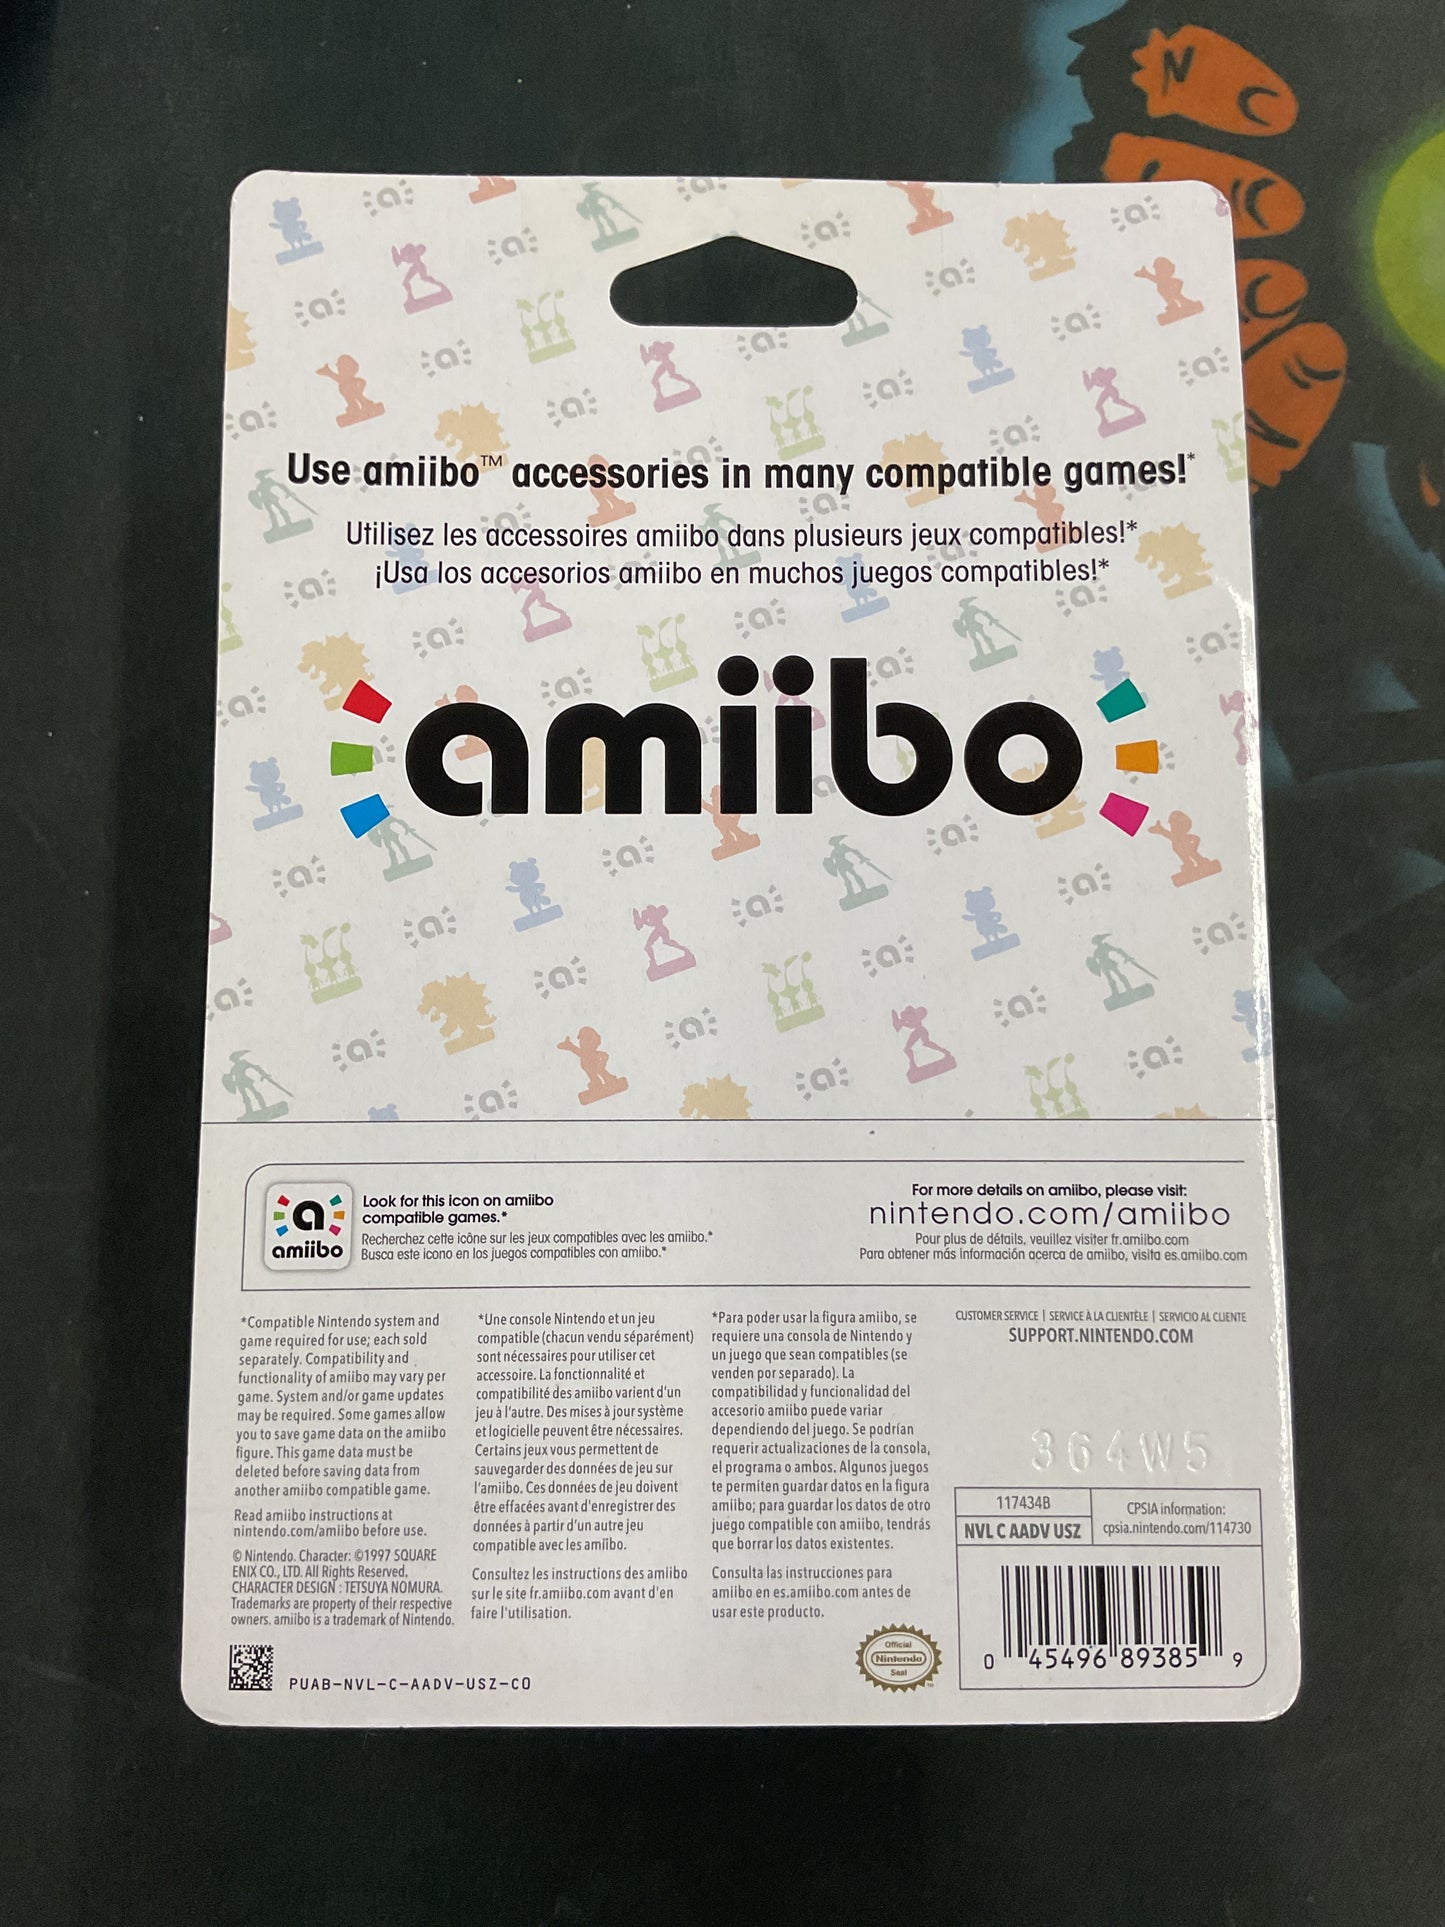 Use amiibo™ accessories in many compatible games!*
Utilisez les accessoires amiibo dans plusieurs jeux compatibles!*
¡Usa los accesorios amiibo en muchos juegos compatibles!*
amiibo
a
amiibo
Look for this icon on amiibo
compatible games.*
Recherchez cette icône sur les jeux compatibles avec les amiibo.*
Busca este icono en los juegos compatibles con amiibo.*
For more details on amiibo, please visit:
nintendo.com/amiibo
Pour plus de détails, veuillez visiter fr.amiibo.com
Para obtener más información acerca de amiibo, visita es.amiibo.com
*Compatible Nintendo system and
game required for use; each sold
separately. Compatibility and
functionality of amiibo may vary per
game. System and/or game updates
may be required. Some games allow
you to save game data on the amiibo
figure. This game data must be
deleted before saving data from
another amiibo compatible game.
Read amiibo instructions at
nintendo.com/amiibo before use.
© Nintendo. Character: ©1997 SQUARE
ENIX CO., LTD. All Rights Reserved,
CHARACTER DESIGN : TETSUYA NOMURA.
Trademarks are property of their respective
owners. amiibo is a trademark of Nintendo.
PUAB-NVL-C-AADV-USZ-C0
*Une console Nintendo et un jeu
compatible (chacun vendu séparément)
sont nécessaires pour utiliser cet
accessoire. La fonctionnalité et
compatibilité des amiibo varient d'un
jeu à l'autre. Des mises à jour système
et logicielle peuvent être nécessaires.
Certains jeux vous permettent de
sauvegarder des données de jeu sur
l'amiibo. Ces données de jeu doivent
être effacées avant d'enregistrer des
données à partir d'un autre jeu
compatible avec les amiibo.
Consultez les instructions des amiibo
sur le site fr.amiibo.com avant d'en
faire l'utilisation.
*Para poder usar la figura amiibo, se
requiere una consola de Nintendo y
un juego que sean compatibles (se
venden por separado). La
compatibilidad y funcionalidad del
accesorio amiibo puede variar
dependiendo del juego. Se podrían
requerir actualizaciones de la consola,
el programa o ambos. Algunos juegos
te permiten guardar datos en la figura
amiibo; para guardar los datos de otro
juego compatible con amiibo, tendrás
que borrar los datos existentes.
Consulta las instrucciones para
amiibo en es.amiibo.com antes de
usar este producto.
Official
Nintendo
Seal
CUSTOMER SERVICE | SERVICE À LA CLIENTÈLE | SERVICIO AL CLIENTE
SUPPORT.NINTENDO.COM
364W5
117434B
NVL C AADV USZ
CPSIA information:
cpsia.nintendo.com/114730
0 45496 89385 9